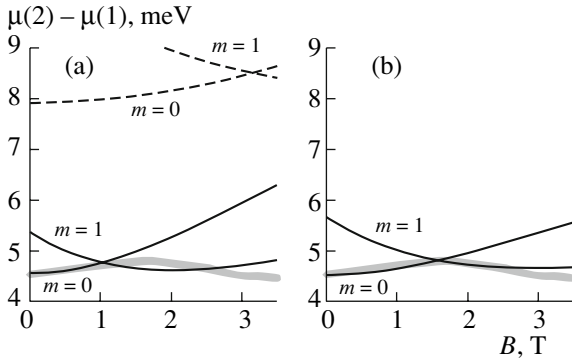 μ(2) – μ(1), meV
9
8
7
6
5
4
(a)
m = 1
m = 0
m = 1
m = 0
0
1
2
3
9
8
7
6
5
4
(b)
m = 1
m = 0
0
1
2
3
B, T